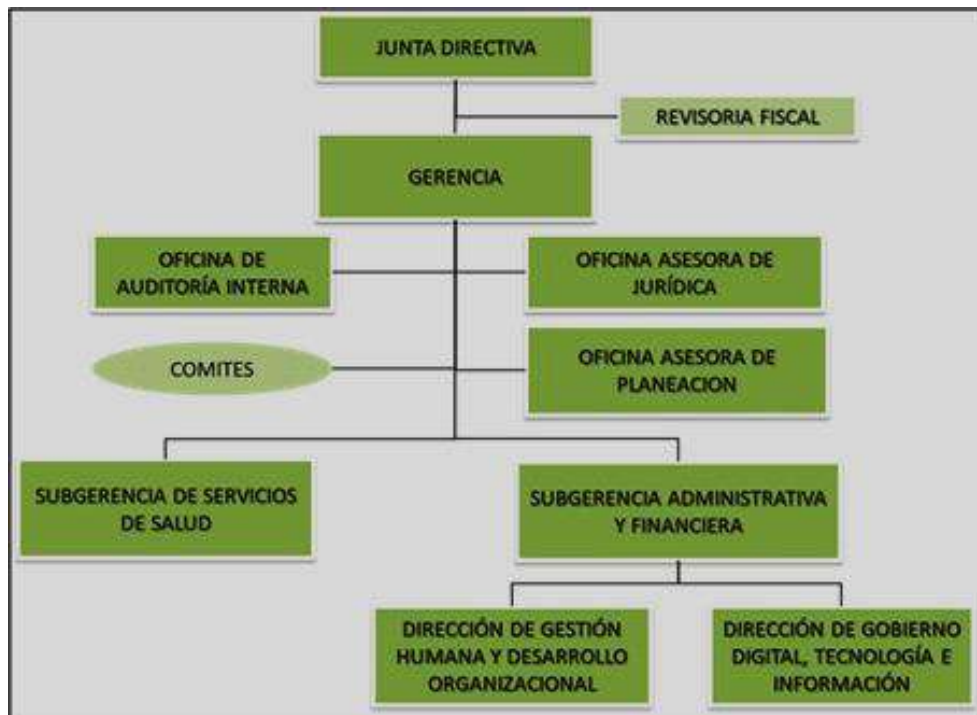 JUNTA DIRECTIVA
REVISORIA FISCAL
GERENCIA
OFICINA DE
AUDITORÍA INTERNA
OFICINA ASESORA DE
JURÍDICA
COMITES
OFICINA ASESORA DE
PLANEACION
SUBGERENCIA DE SERVICIOS
DE SALUD
SUBGERENCIA ADMINISTRATIVA
Y FINANCIERA
DIRECCIÓN DE GESTIÓN
HUMANA Y DESARROLLO
ORGANIZACIONAL
DIRECCIÓN DE GOBIERNO
DIGITAL, TECNOLOGÍA E
INFORMACIÓN